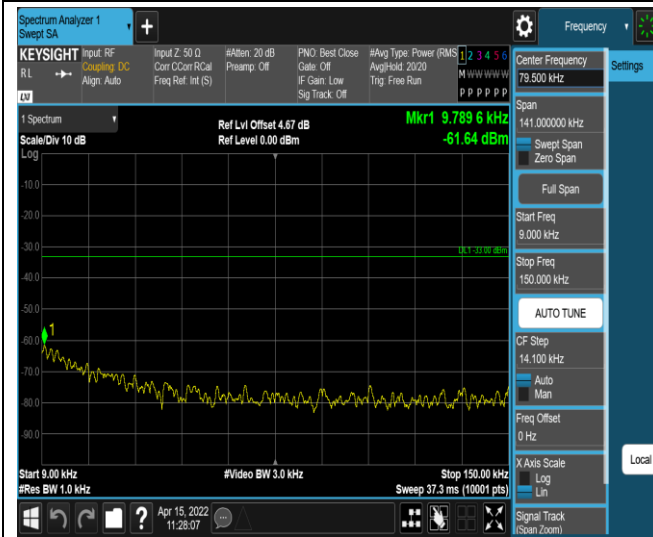 Spectrum Analyzer 1
Swept SA
+
Frequency
KEYSIGHT
RL
LXI
Input: RF
Coupling: DC
Align: Auto
Input Z: 50 Ω
Corr CCorr RCal
Freq Ref: Int (S)
#Atten: 20 dB
Preamp: Off
PNO: Best Close
Gate: Off
IF Gain: Low
Sig Track: Off
#Avg Type: Power (RMS
Avg|Hold: 20/20
Trig: Free Run
1 2 3 4 5 6
M W W W W W
P P P P P P
Center Frequency
79.500 kHz
Settings
1 Spectrum
Scale/Div 10 dB
Ref Lvl Offset 4.67 dB
Ref Level 0.00 dBm
Mkr1 9.789 6 kHz
-61.64 dBm
Span
141.000000 kHz
Swept Span
Zero Span
Full Span
Start Freq
9.000 kHz
Stop Freq
150.000 kHz
AUTO TUNE
CF Step
14.100 kHz
Auto
Man
Freq Offset
0 Hz
X Axis Scale
Log
Lin
Local
Signal Track
(Span Zoom)
Log
-10.0
-20.0
-30.0
DL1 -33.00 dBm
-40.0
-50.0
1
-60.0
-70.0
-80.0
-90.0
Start 9.00 kHz
#Res BW 1.0 kHz
#Video BW 3.0 kHz
Stop 150.00 kHz
Sweep 37.3 ms (10001 pts)
?
Apr 15, 2022
11:28:07